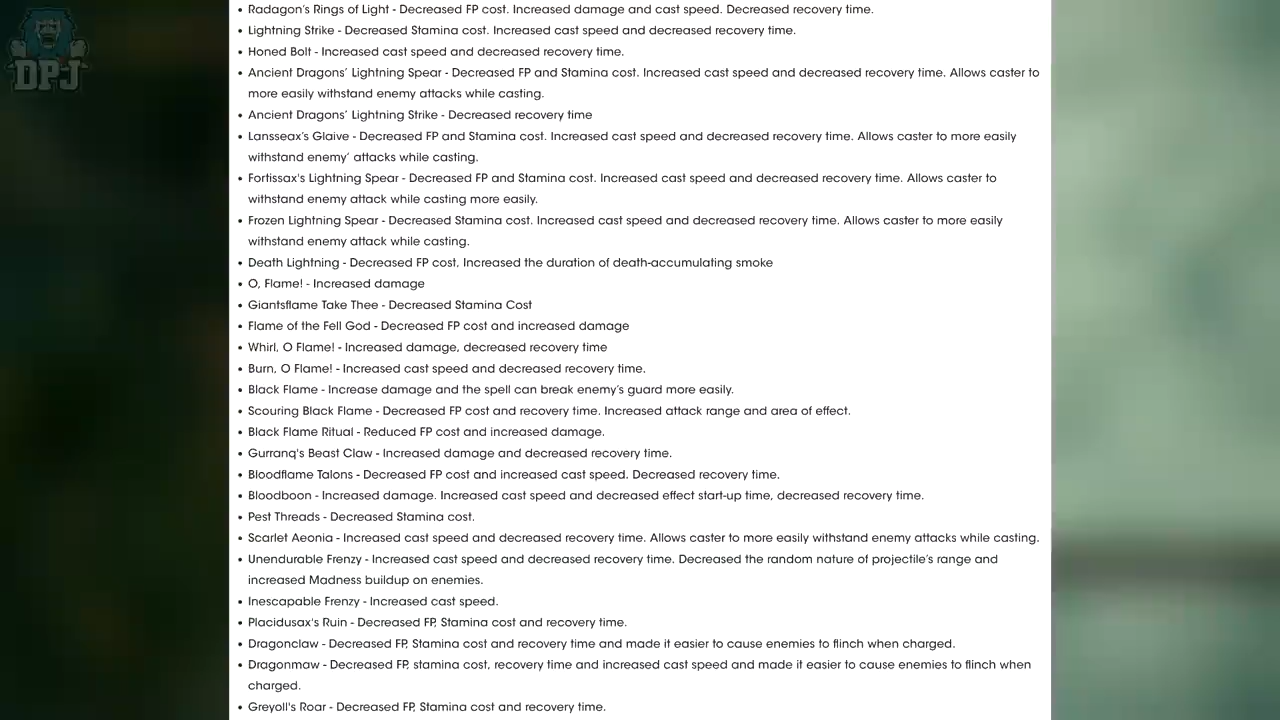 DPJ
• Radagon's Rings of Light - Decreased FP cost. Increased damage and cast speed. Decreased recovery time.
• Lightning Strike - Decreased Stamina cost. Increased cast speed and decreased recovery time.
• Honed Bolt - Increased cast speed and decreased recovery time.
• Ancient Dragons' Lightning Spear - Decreased FP and Stamina cost. Increased cast speed and decreased recovery time. Allows caster to
more easily withstand enemy attacks while casting.
• Ancient Dragons' Lightning Strike - Decreased recovery time
• Lansseax's Glaive - Decreased FP and Stamina cost. Increased cast speed and decreased recovery time. Allows caster to more easily
withstand enemy' attacks while casting.
• Fortissax's Lightning Spear - Decreased FP and Stamina cost. Increased cast speed and decreased recovery time. Allows caster to
withstand enemy attack while casting more easily.
• Frozen Lightning Spear - Decreased Stamina cost. Increased cast speed and decreased recovery time. Allows caster to more easily
withstand enemy attack while casting.
• Death Lightning - Decreased FP cost, Increased the duration of death-accumulating smoke
• O, Flame! - Increased damage
• Giantsflame Take Thee - Decreased Stamina Cost
• Flame of the Fell God - Decreased FP cost and increased damage
• Whirl, O Flame! - Increased damage, decreased recovery time
• Burn, O Flame! - Increased cast speed and decreased recovery time.
• Black Flame - Increase damage and the spell can break enemy's guard more easily.
• Scouring Black Flame - Decreased FP cost and recovery time. Increased attack range and area of effect.
• Black Flame Ritual - Reduced FP cost and increased damage.
• Gurranq's Beast Claw - Increased damage and decreased recovery time.
• Bloodflame Talons - Decreased FP cost and increased cast speed. Decreased recovery time.
• Bloodboon - Increased damage. Increased cast speed and decreased effect start-up time, decreased recovery time.
• Pest Threads - Decreased Stamina cost.
• Scarlet Aeonia - Increased cast speed and decreased recovery time. Allows caster to more easily withstand enemy attacks while casting.
• Unendurable Frenzy - Increased cast speed and decreased recovery time. Decreased the random nature of projectile's range and
increased Madness buildup on enemies.
• Inescapable Frenzy - Increased cast speed.
• Placidusax's Ruin - Decreased FP, Stamina cost and recovery time.
• Dragonclaw - Decreased FP, Stamina cost and recovery time and made it easier to cause enemies to flinch when charged.
• Dragonmaw - Decreased FP, stamina cost, recovery time and increased cast speed and made it easier to cause enemies to flinch when
charged.
• Greyoll's Roar - Decreased FP, Stamina cost and recovery time.